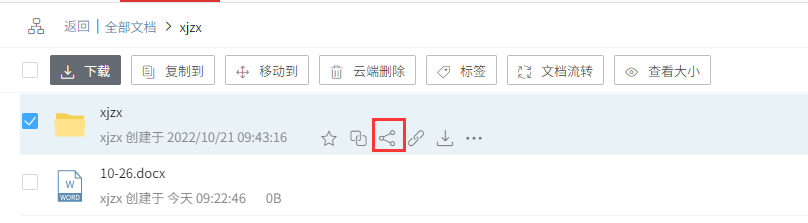 返回 | 全部文档 > xjzx
下载 复制到 移动到 云端删除 标签 文档流转 查看大小
xjzx
xjzx 创建于 2022/10/21 09:43:16
10-26.docx
W
WORD
xjzx 创建于 今天 09:22:46 0B